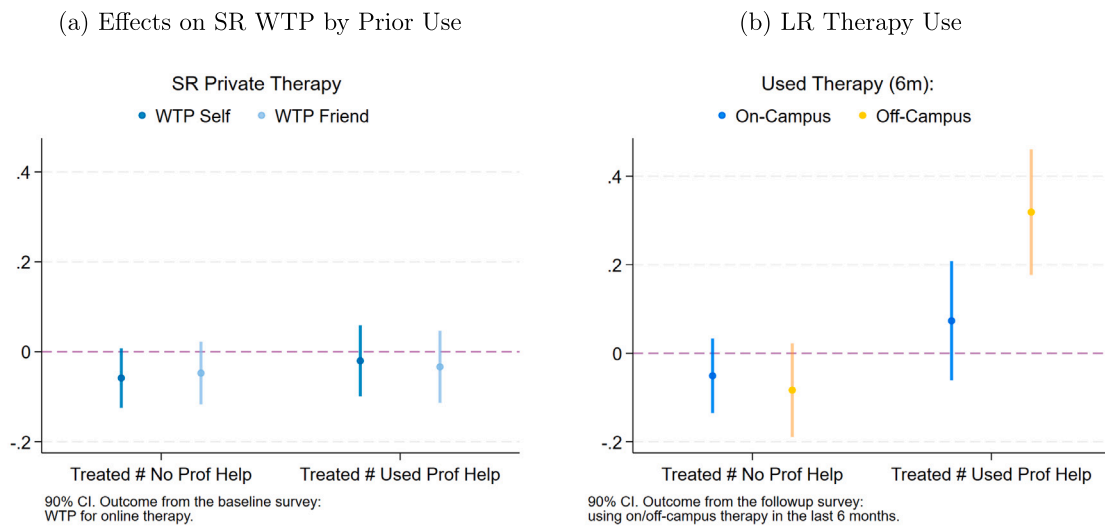 (a) Effects on SR WTP by Prior Use
SR Private Therapy
WTP Self WTP Friend
.4
.2
0
-.2
Treated # No Prof Help Treated # Used Prof Help
90% CI. Outcome from the baseline survey:
WTP for online therapy.
(b) LR Therapy Use
Used Therapy (6m):
On-Campus Off-Campus
.4
.2
0
-.2
Treated # No Prof Help Treated # Used Prof Help
90% CI. Outcome from the followup survey:
using on/off-campus therapy in the last 6 months.